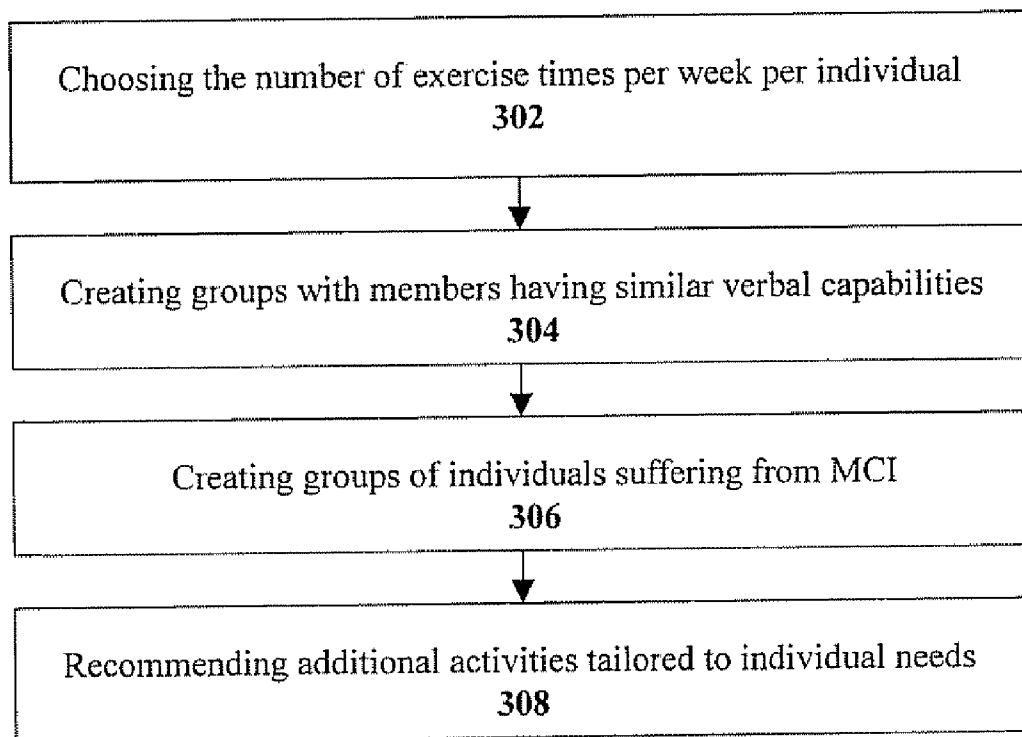 Choosing the number of exercise times per week per individual
302
Creating groups with members having similar verbal capabilities
304
Creating groups of individuals suffering from MCI
306
Recommending additional activities tailored to individual needs
308